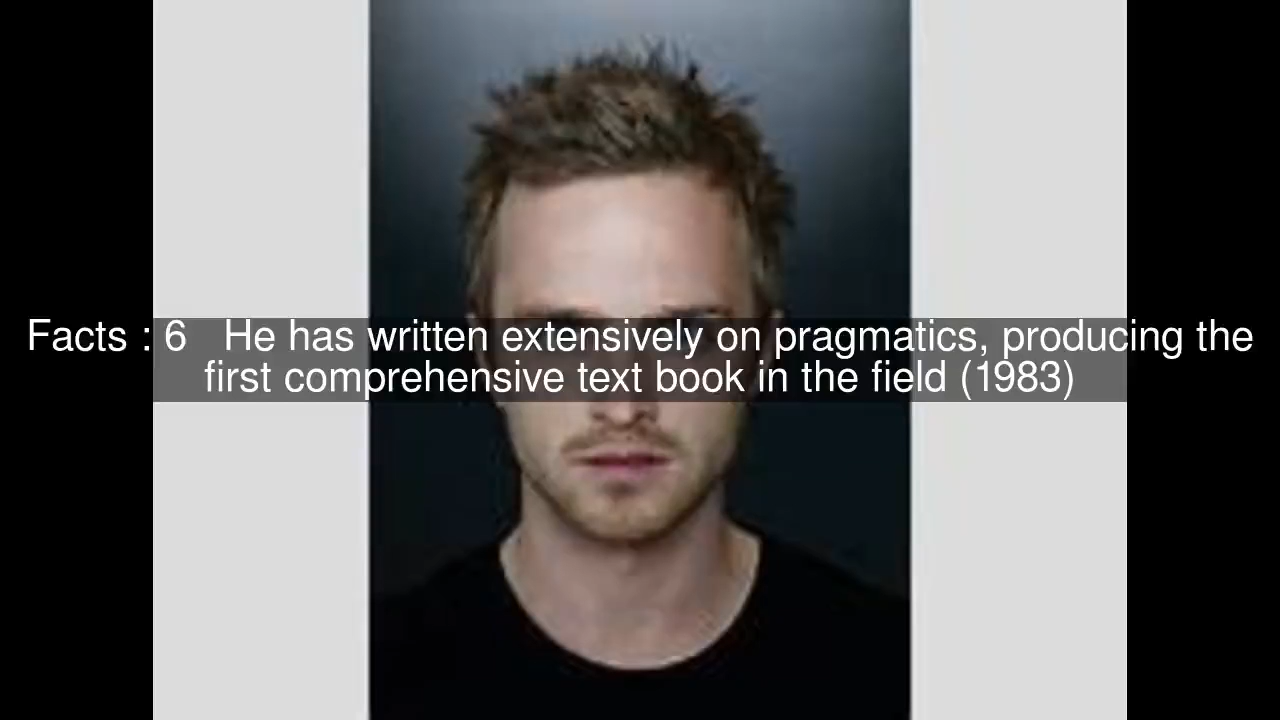 Facts : 6   He has written extensively on pragmatics, producing the
first comprehensive text book in the field (1983)